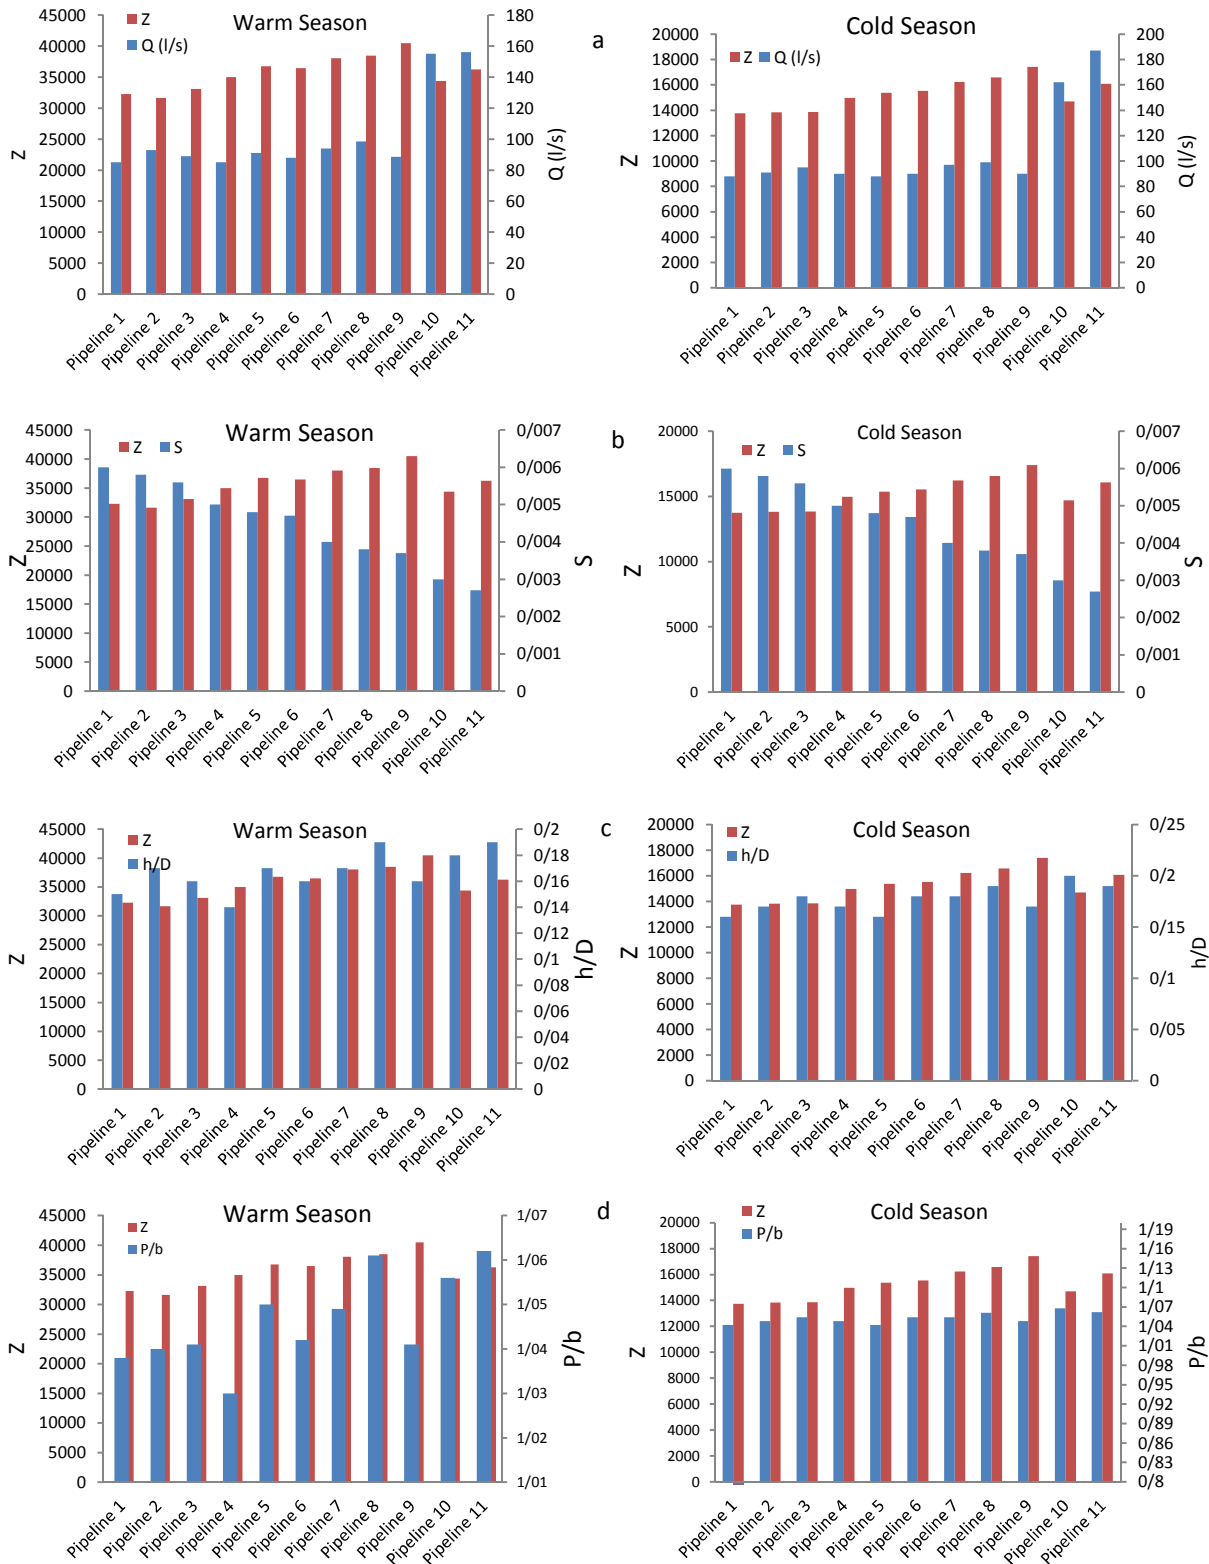 Warm Season
Z
Q (l/s)
45000
40000
35000
30000
25000
20000
15000
10000
5000
0
Z
180
160
140
120
100
80
60
40
20
0
Q (l/s)
Pipeline 1
Pipeline 2
Pipeline 3
Pipeline 4
Pipeline 5
Pipeline 6
Pipeline 7
Pipeline 8
Pipeline 9
Pipeline 10
Pipeline 11
a
Cold Season
Z Q (l/s)
20000
18000
16000
14000
12000
10000
8000
6000
4000
2000
0
Z
200
180
160
140
120
100
80
60
40
20
0
Q (l/s)
Pipeline 1
Pipeline 2
Pipeline 3
Pipeline 4
Pipeline 5
Pipeline 6
Pipeline 7
Pipeline 8
Pipeline 9
Pipeline 10
Pipeline 11
Warm Season
Z S
45000
40000
35000
30000
25000
20000
15000
10000
5000
0
Z
0/007
0/006
0/005
0/004
0/003
0/002
0/001
0
S
Pipeline 1
Pipeline 2
Pipeline 3
Pipeline 4
Pipeline 5
Pipeline 6
Pipeline 7
Pipeline 8
Pipeline 9
Pipeline 10
Pipeline 11
b
Cold Season
Z S
20000
15000
10000
5000
0
Z
0/007
0/006
0/005
0/004
0/003
0/002
0/001
0
S
Pipeline 1
Pipeline 2
Pipeline 3
Pipeline 4
Pipeline 5
Pipeline 6
Pipeline 7
Pipeline 8
Pipeline 9
Pipeline 10
Pipeline 11
Warm Season
Z
h/D
45000
40000
35000
30000
25000
20000
15000
10000
5000
0
Z
0/2
0/18
0/16
0/14
0/12
0/1
0/08
0/06
0/04
0/02
0
h/D
Pipeline 1
Pipeline 2
Pipeline 3
Pipeline 4
Pipeline 5
Pipeline 6
Pipeline 7
Pipeline 8
Pipeline 9
Pipeline 10
Pipeline 11
c
Cold Season
Z
h/D
20000
18000
16000
14000
12000
10000
8000
6000
4000
2000
0
Z
0/25
0/2
0/15
0/1
0/05
0
h/D
Pipeline 1
Pipeline 2
Pipeline 3
Pipeline 4
Pipeline 5
Pipeline 6
Pipeline 7
Pipeline 8
Pipeline 9
Pipeline 10
Pipeline 11
Warm Season
Z
P/b
45000
40000
35000
30000
25000
20000
15000
10000
5000
0
Z
1/07
1/06
1/05
1/04
1/03
1/02
1/01
P/b
Pipeline 1
Pipeline 2
Pipeline 3
Pipeline 4
Pipeline 5
Pipeline 6
Pipeline 7
Pipeline 8
Pipeline 9
Pipeline 10
Pipeline 11
d
Cold Season
Z
P/b
20000
18000
16000
14000
12000
10000
8000
6000
4000
2000
0
Z
1/19
1/16
1/13
1/1
1/07
1/04
1/01
0/98
0/95
0/92
0/89
0/86
0/83
0/8
P/b
Pipeline 1
Pipeline 2
Pipeline 3
Pipeline 4
Pipeline 5
Pipeline 6
Pipeline 7
Pipeline 8
Pipeline 9
Pipeline 10
Pipeline 11